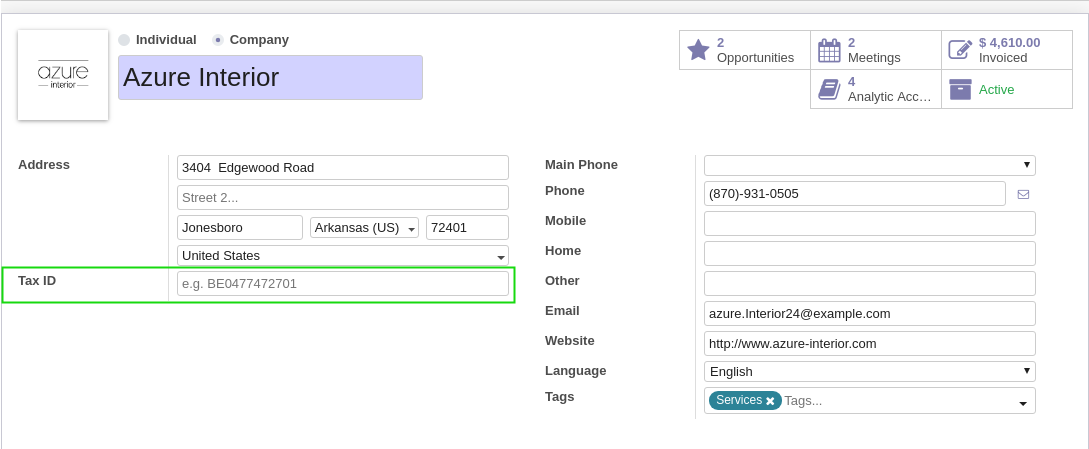 azure
interior
Individual
Company
Azure Interior
2
Opportunities
2
Meetings
$ 4,610.00
Invoiced
4
Analytic Acc…
Active
Address
3404  Edgewood Road
Street 2...
Jonesboro
Arkansas (US)
72401
United States
Tax ID
e.g. BE0477472701
Main Phone
Phone
(870)-931-0505
Mobile
Home
Other
Email
azure.Interior24@example.com
Website
http://www.azure-interior.com
Language
English
Tags
Services
Tags...